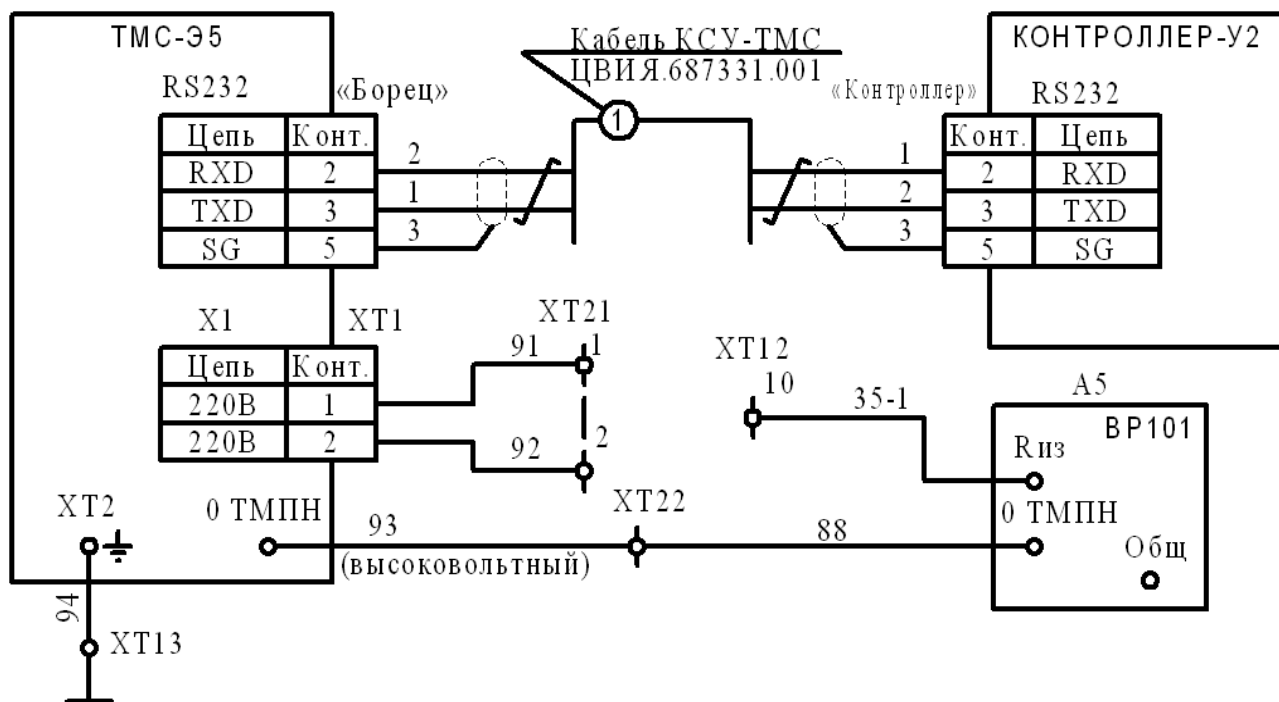 ТМС-Э5
Кабель КСУ-ТМС
ЦВИЯ.687331.001
КОНТРОЛЛЕР-У2
RS232
«Борец»
«Контроллер»
RS232
Цепь Конт.
RXD 2
TXD 3
SG 5
2
1
3
1
1
2
3
Конт. Цепь
2 RXD
3 TXD
5 SG
X1
XT1
Цепь Конт.
220В 1
220В 2
91
92
XT21
1
2
XT12
10
35-1
A5
ВР101
Rиз
0 ТМПН
Общ
XT2
0 ТМПН
93
(высоковольтный)
XT22
88
94
XT13